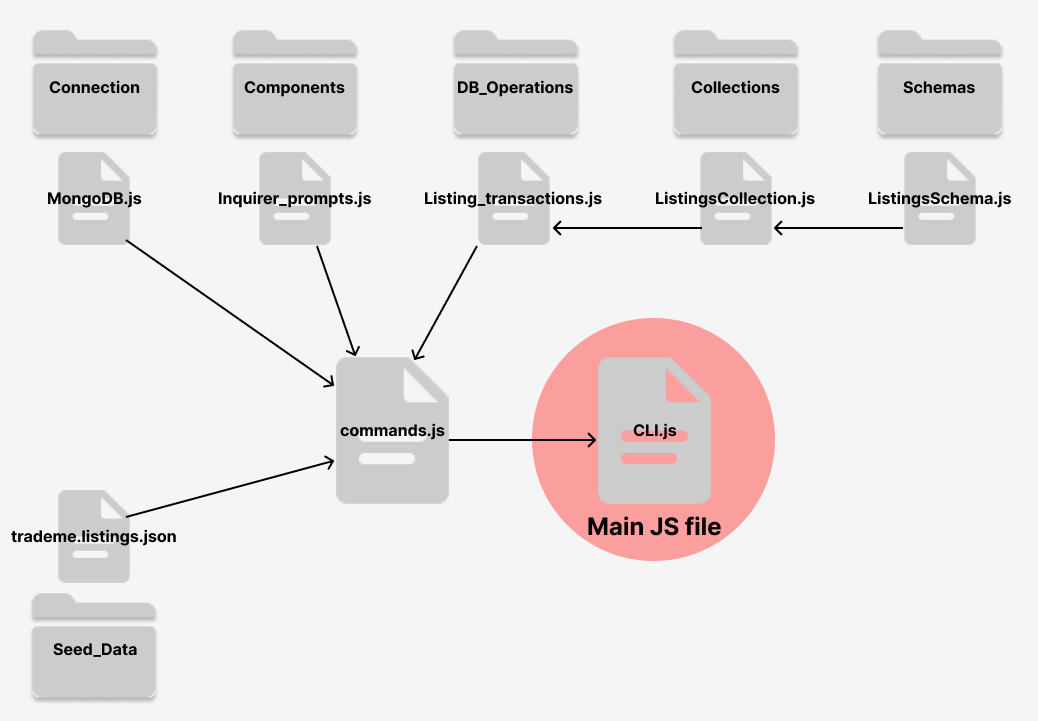 Connection
Components
DB_Operations
Collections
Schemas
MongoDB.js
Inquirer_prompts.js
Listing_transactions.js
ListingsCollection.js
ListingsSchema.js
commands.js
CLI.js
Main JS file
trademe.listings.json
Seed_Data